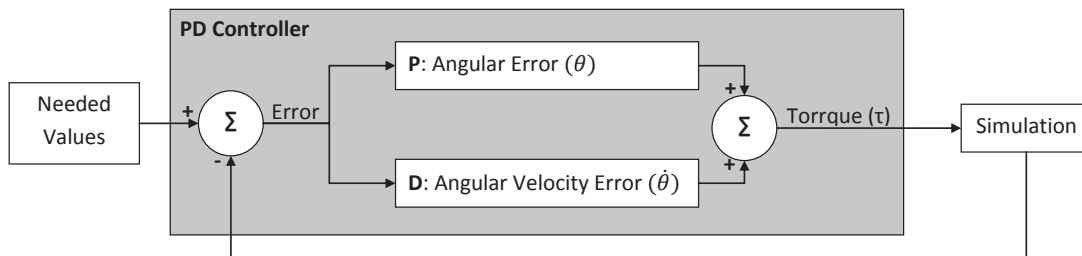 PD Controller
P: Angular Error (θ)
Needed
Values
+
Σ
-
Error
+
Σ
+
Torrque (τ)
Simulation
D: Angular Velocity Error (θ̇)